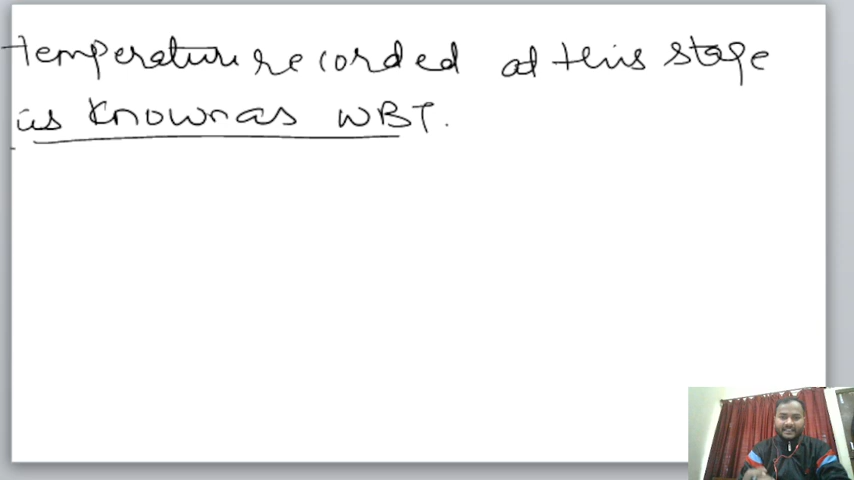 temperature recorded at this stage
is known as WBT.